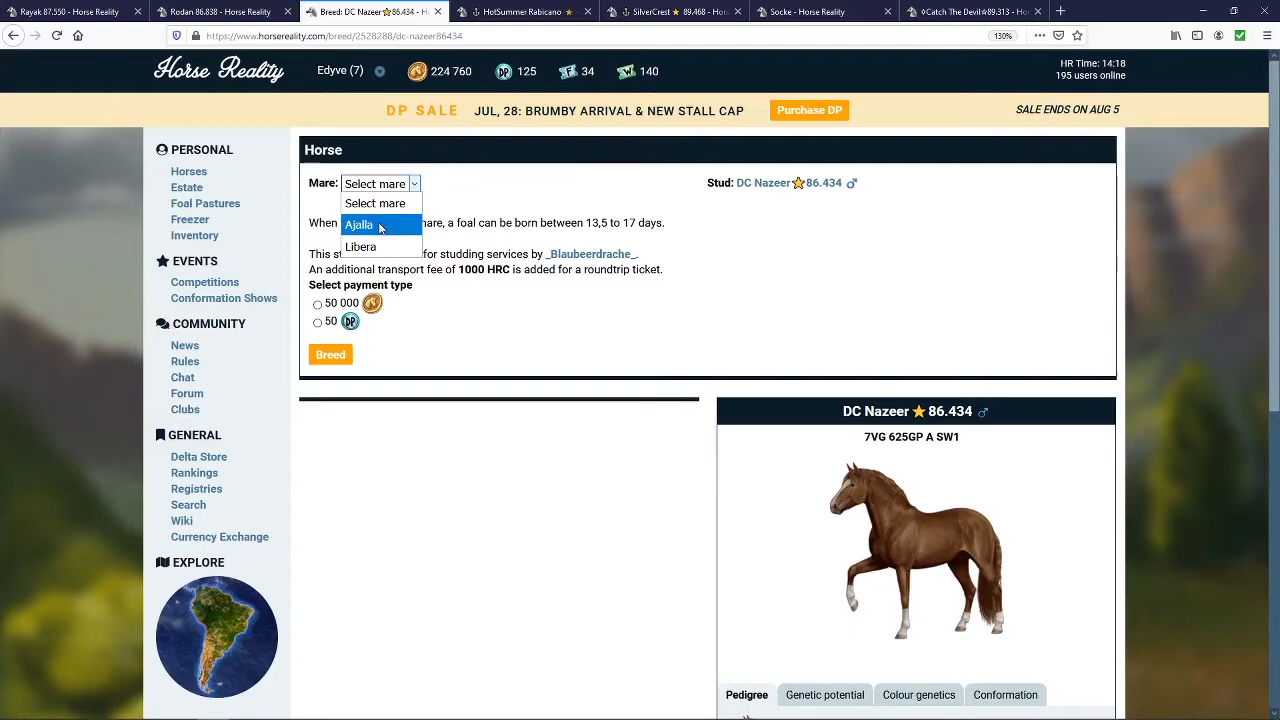 Rayak 87.550 - Horse Reality
Rodan 86.838 - Horse Reality
Breed: DC Nazeer⭐86.434 - H
⚓ HotSummer Rabicano ⭐
⚓ SilverCrest ⭐ 89.468 - Hors
Socke - Horse Reality
Catch The Devil☆89.313 - Ho
https://www.horsereality.com/breed/2528288/dc-nazeer86434
130%
Horse Reality
Edyve (7)
224 760
125
34
140
HR Time: 14:18
195 users online
DP SALE
JUL, 28: BRUMBY ARRIVAL & NEW STALL CAP
Purchase DP
SALE ENDS ON AUG 5
PERSONAL
Horses
Estate
Foal Pastures
Freezer
Inventory
EVENTS
Competitions
Conformation Shows
COMMUNITY
News
Rules
Chat
Forum
Clubs
GENERAL
Delta Store
Rankings
Registries
Search
Wiki
Currency Exchange
EXPLORE
Horse
Mare: Select mare
Stud: DC Nazeer⭐86.434 ♂
Select mare
Ajalla
Libera
When
mare, a foal can be born between 13,5 to 17 days.
This st
for studding services by _Blaubeerdrache_.
An additional transport fee of 1000 HRC is added for a roundtrip ticket.
Select payment type
50 000
50 DP
Breed
DC Nazeer ⭐ 86.434 ♂
7VG 625GP A SW1
Pedigree
Genetic potential
Colour genetics
Conformation